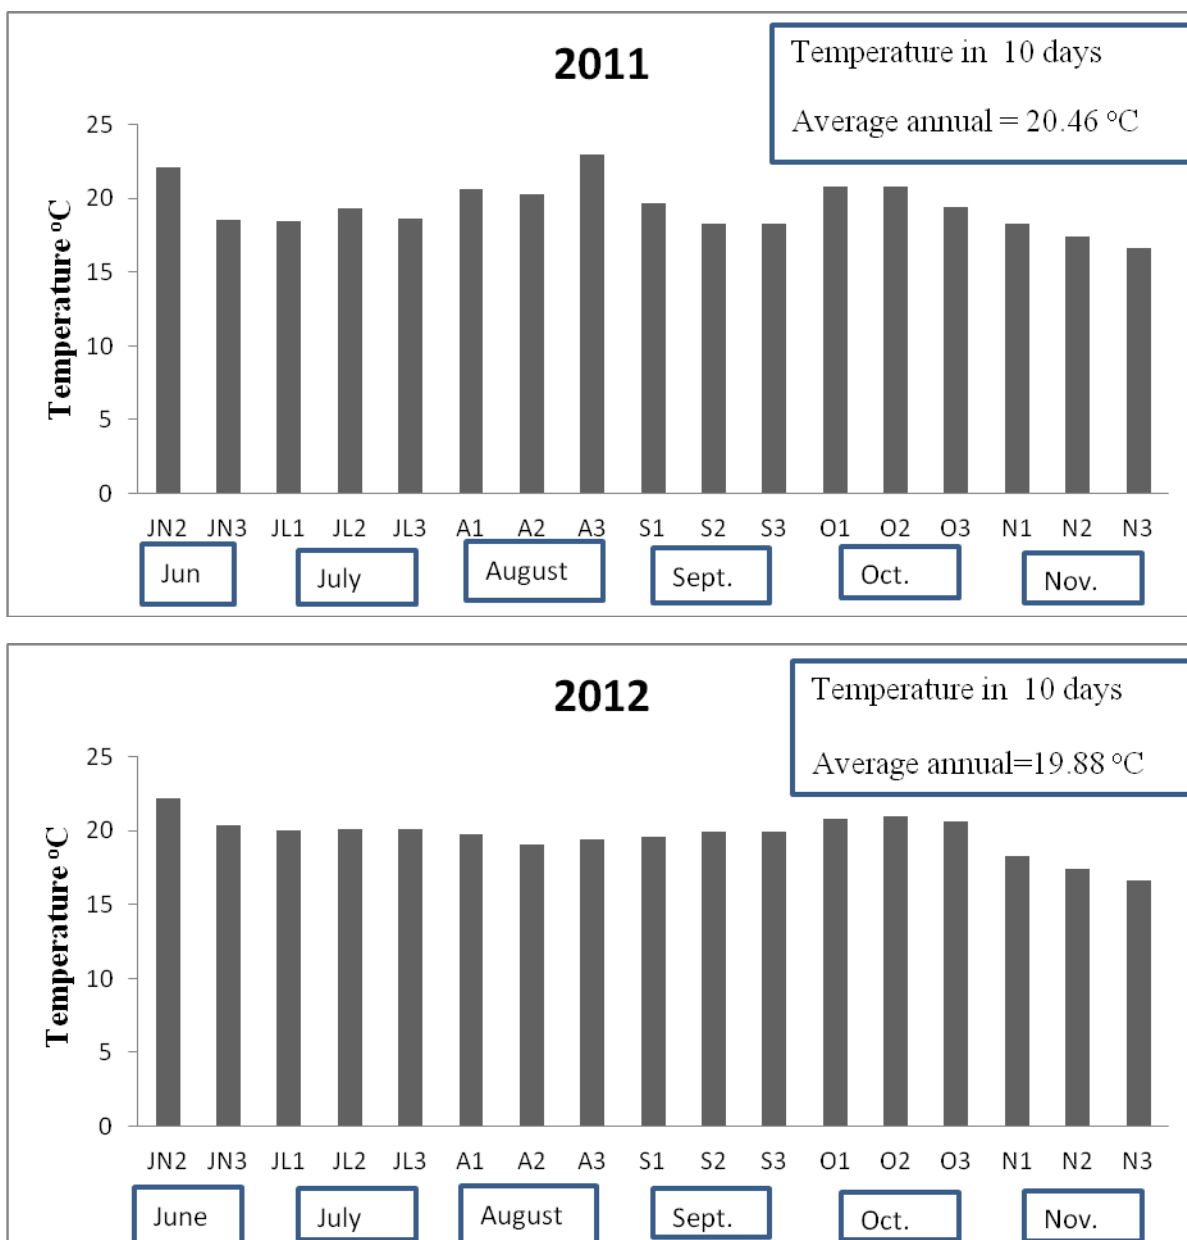 2011
Temperature in 10 days
Average annual = 20.46 °C
Temperature °C
25
20
15
10
5
0
JN2 JN3 JL1 JL2 JL3 A1 A2 A3 S1 S2 S3 O1 O2 O3 N1 N2 N3
Jun July August Sept. Oct. Nov.
2012
Temperature in 10 days
Average annual=19.88 °C
Temperature °C
25
20
15
10
5
0
JN2 JN3 JL1 JL2 JL3 A1 A2 A3 S1 S2 S3 O1 O2 O3 N1 N2 N3
June July August Sept. Oct. Nov.